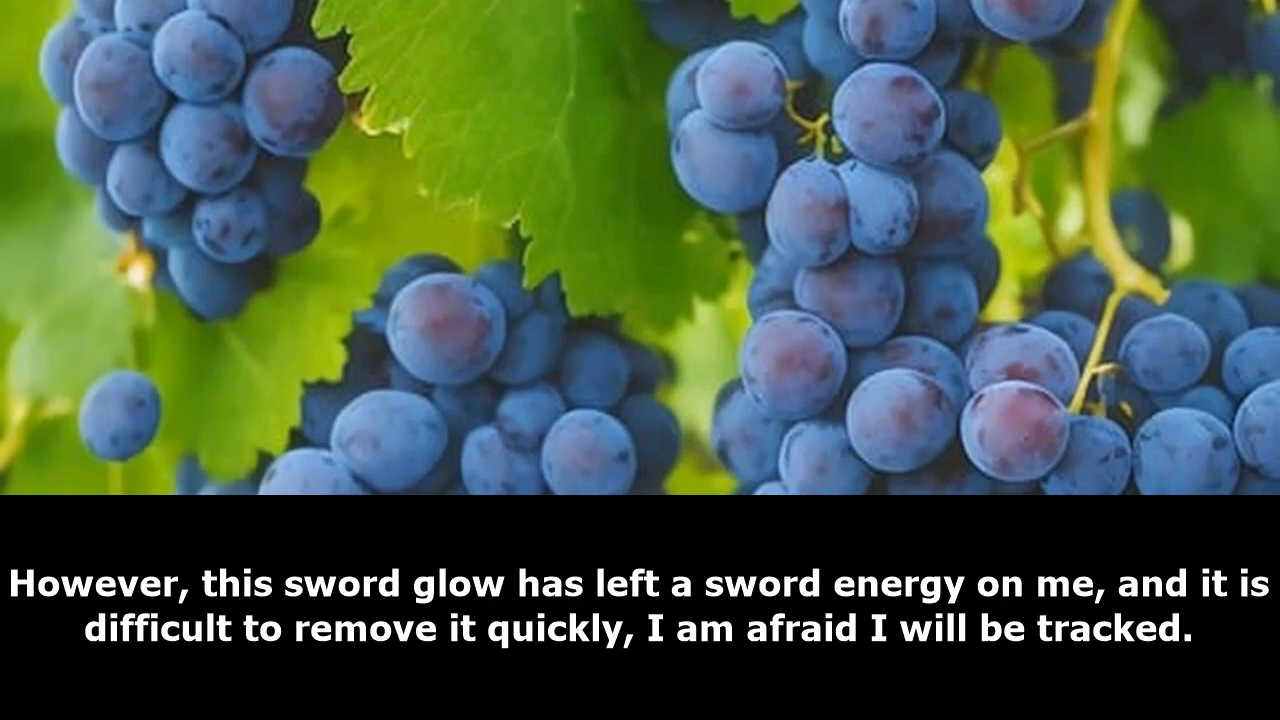 However, this sword glow has left a sword energy on me, and it is
difficult to remove it quickly, I am afraid I will be tracked.